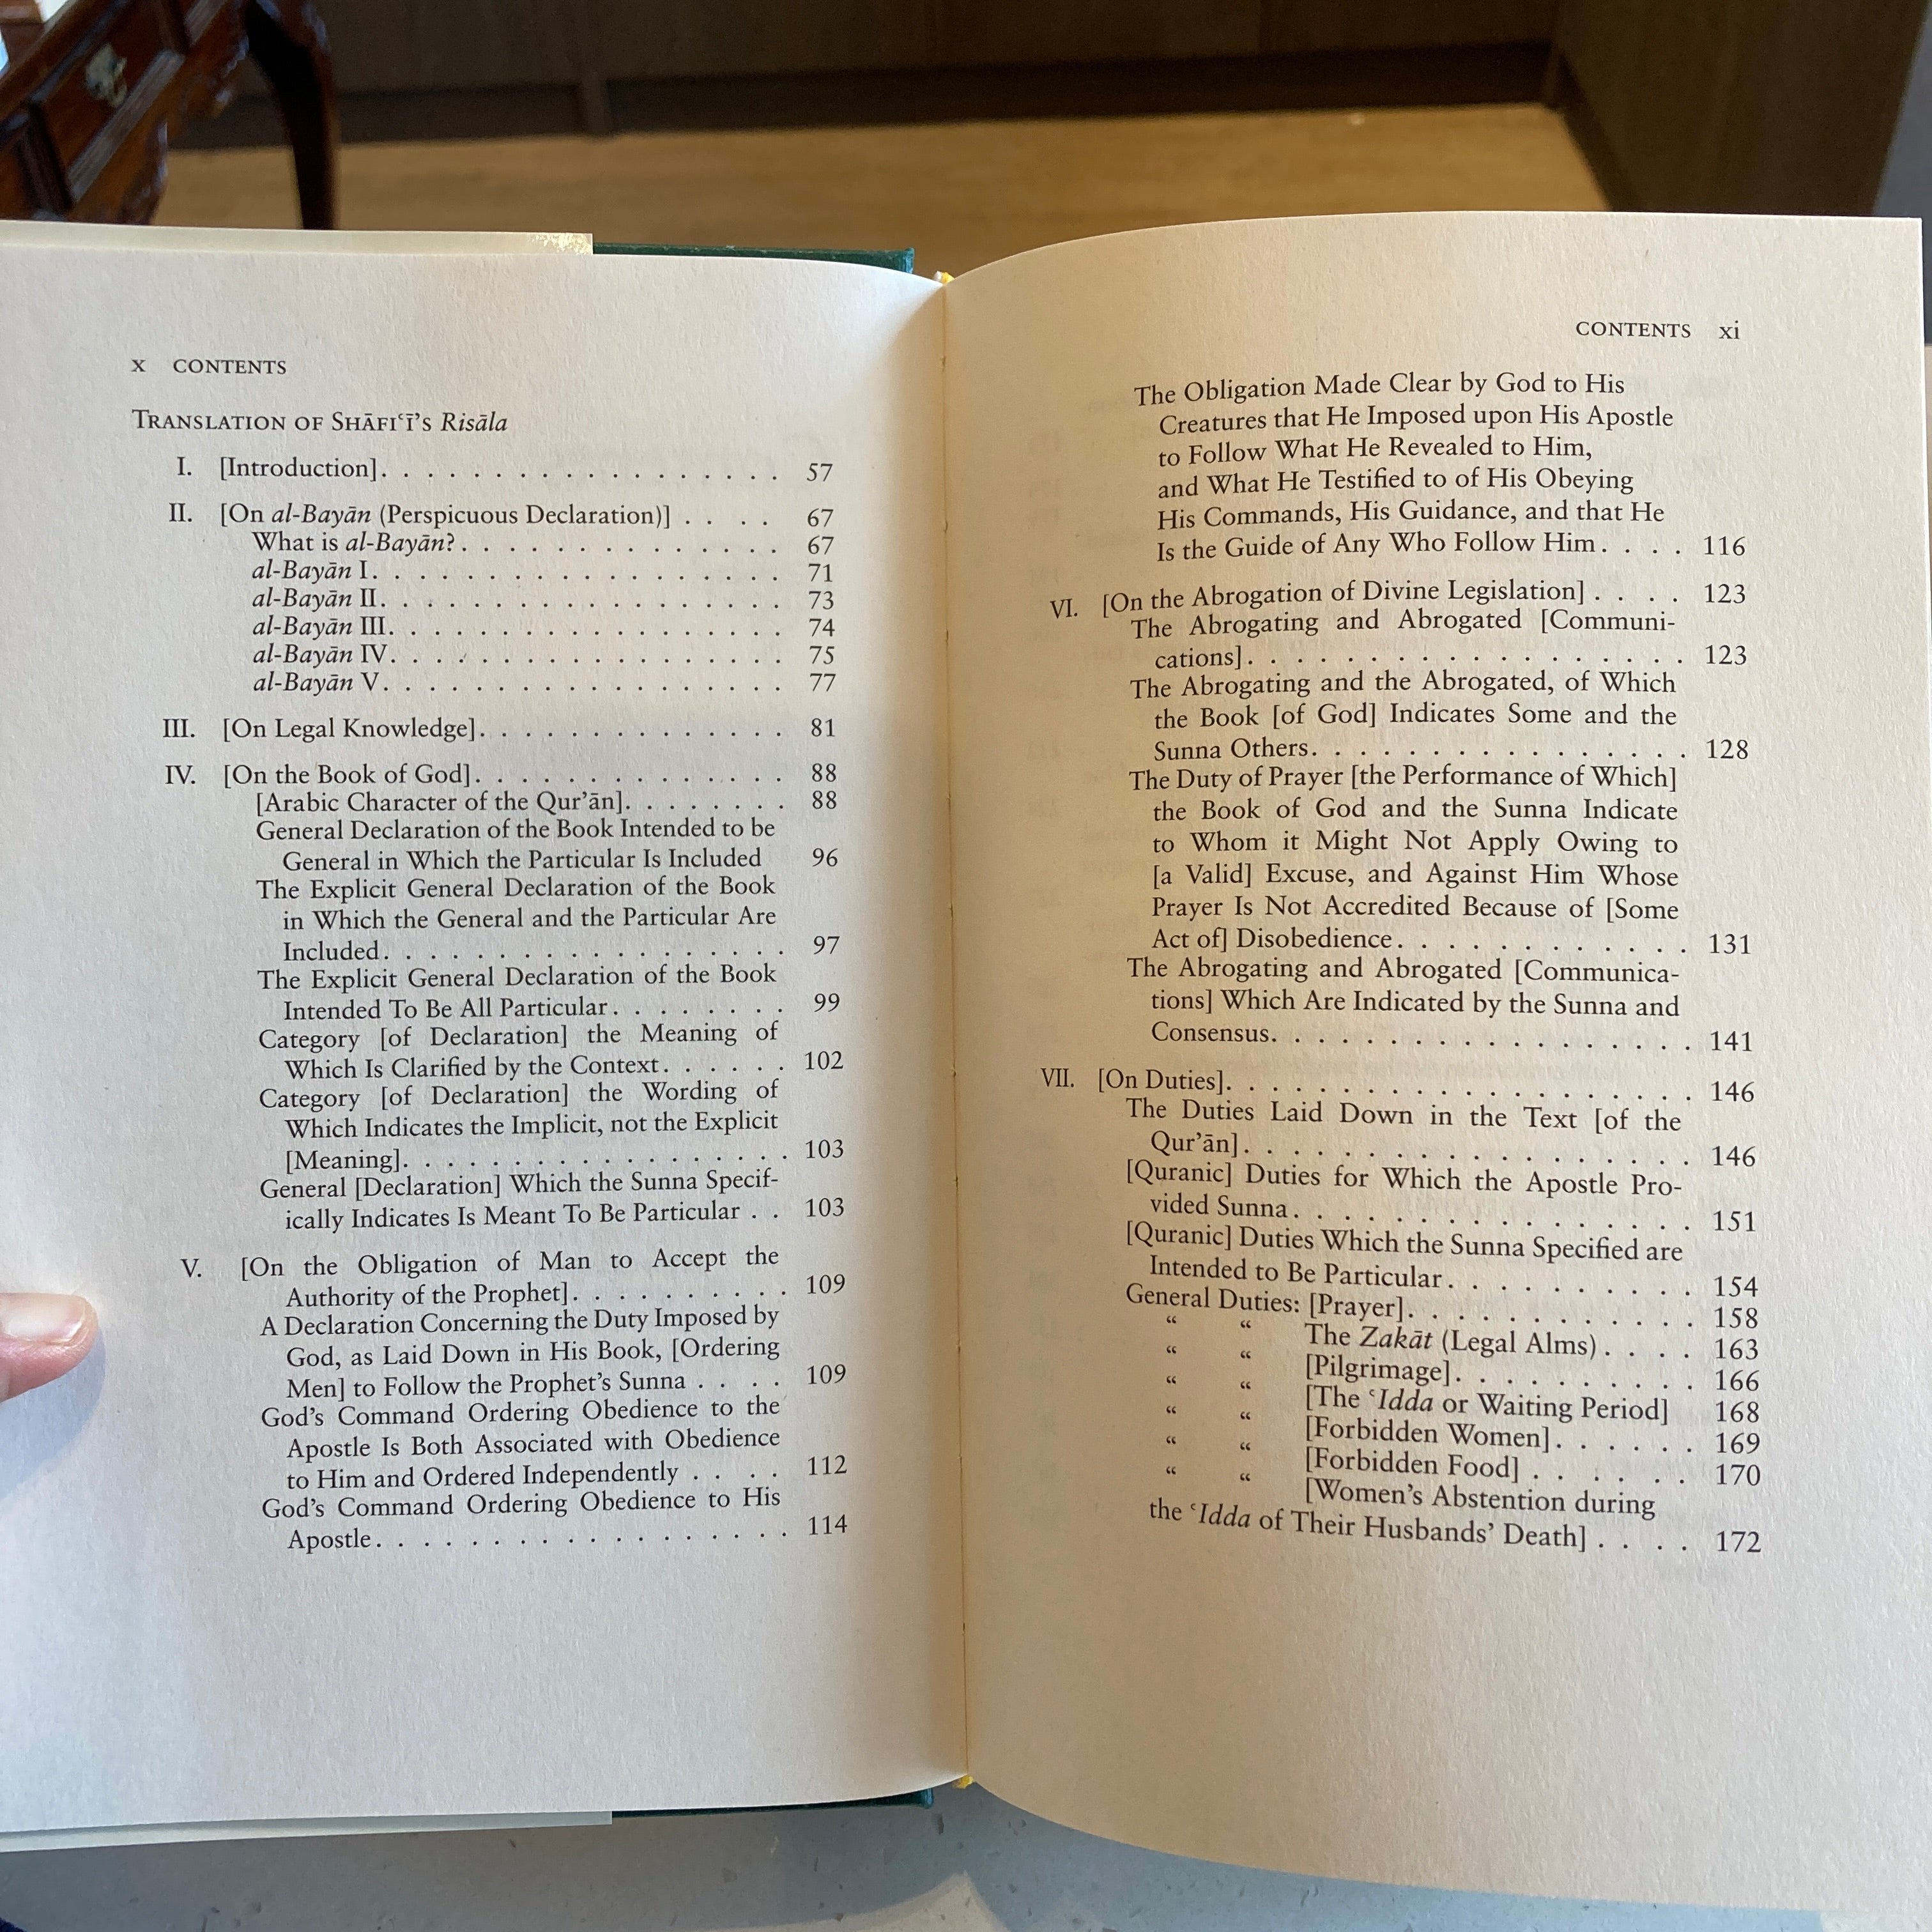 x CONTENTS
TRANSLATION OF SHĀFIʿĪ'S Risāla
I. [Introduction]. . . . . . . . . . . . . . . . . . 57
II. [On al-Bayān (Perspicuous Declaration)] . . . . 67
What is al-Bayān?. . . . . . . . . . . . . . . 67
al-Bayān I. . . . . . . . . . . . . . . . . . . 71
al-Bayān II. . . . . . . . . . . . . . . . . . 73
al-Bayān III. . . . . . . . . . . . . . . . . . 74
al-Bayān IV. . . . . . . . . . . . . . . . . . 75
al-Bayān V. . . . . . . . . . . . . . . . . . . 77
III. [On Legal Knowledge]. . . . . . . . . . . . . . 81
IV. [On the Book of God]. . . . . . . . . . . . . . 88
[Arabic Character of the Qur'ān]. . . . . . . . 88
General Declaration of the Book Intended to be
General in Which the Particular Is Included 96
The Explicit General Declaration of the Book
in Which the General and the Particular Are
Included. . . . . . . . . . . . . . . . . . 97
The Explicit General Declaration of the Book
Intended To Be All Particular. . . . . . . . 99
Category [of Declaration] the Meaning of
Which Is Clarified by the Context. . . . . . 102
Category [of Declaration] the Wording of
Which Indicates the Implicit, not the Explicit
[Meaning]. . . . . . . . . . . . . . . . . 103
General [Declaration] Which the Sunna Specif-
ically Indicates Is Meant To Be Particular . . 103
V. [On the Obligation of Man to Accept the
Authority of the Prophet]. . . . . . . . . . 109
A Declaration Concerning the Duty Imposed by
God, as Laid Down in His Book, [Ordering
Men] to Follow the Prophet's Sunna . . . . 109
God's Command Ordering Obedience to the
Apostle Is Both Associated with Obedience
to Him and Ordered Independently . . . . 112
God's Command Ordering Obedience to His
Apostle. . . . . . . . . . . . . . . . . . 114
CONTENTS xi
The Obligation Made Clear by God to His
Creatures that He Imposed upon His Apostle
to Follow What He Revealed to Him,
and What He Testified to of His Obeying
His Commands, His Guidance, and that He
Is the Guide of Any Who Follow Him. . . . 116
VI. [On the Abrogation of Divine Legislation] . . . . 123
The Abrogating and Abrogated [Communi-
cations]. . . . . . . . . . . . . . . . . . 123
The Abrogating and the Abrogated, of Which
the Book [of God] Indicates Some and the
Sunna Others. . . . . . . . . . . . . . . 128
The Duty of Prayer [the Performance of Which]
the Book of God and the Sunna Indicate
to Whom it Might Not Apply Owing to
[a Valid] Excuse, and Against Him Whose
Prayer Is Not Accredited Because of [Some
Act of] Disobedience. . . . . . . . . . . . 131
The Abrogating and Abrogated [Communica-
tions] Which Are Indicated by the Sunna and
Consensus. . . . . . . . . . . . . . . . . 141
VII. [On Duties]. . . . . . . . . . . . . . . . . . 146
The Duties Laid Down in the Text [of the
Qur'ān]. . . . . . . . . . . . . . . . . . 146
[Quranic] Duties for Which the Apostle Pro-
vided Sunna. . . . . . . . . . . . . . . . 151
[Quranic] Duties Which the Sunna Specified are
Intended to Be Particular. . . . . . . . . . 154
General Duties: [Prayer]. . . . . . . . . . . . 158
“ “ The Zakāt (Legal Alms). . . . 163
“ “ [Pilgrimage]. . . . . . . . . . 166
“ “ [The ʿIdda or Waiting Period] 168
“ “ [Forbidden Women]. . . . . . 169
“ “ [Forbidden Food] . . . . . . 170
“ “ [Women's Abstention during
the ʿIdda of Their Husbands' Death] . . . . 172